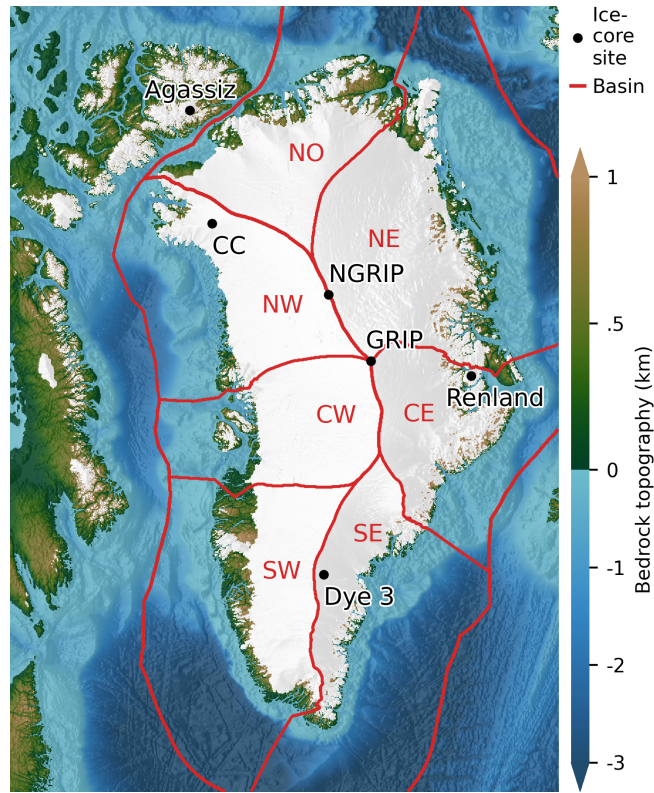 Ice-
core
site
Basin
Agassiz
NO
CC
NE
NGRIP
NW
GRIP
Renland
CW
CE
SE
SW
Dye 3
1
.5
0
-1
-2
-3
Bedrock topography (km)